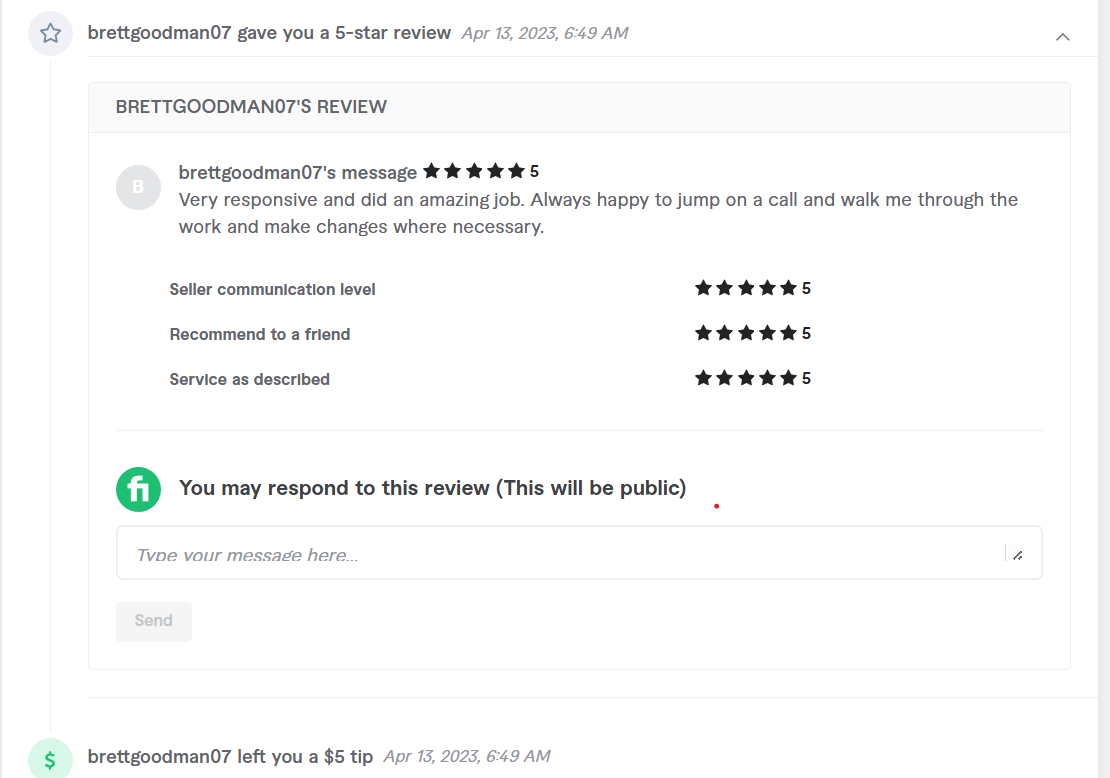 brettgoodman07 gave you a 5-star review Apr 13, 2023, 6:49 AM
BRETTGOODMAN07'S REVIEW
B
brettgoodman07's message 5
Very responsive and did an amazing job. Always happy to jump on a call and walk me through the
work and make changes where necessary.
Seller communication level 5
Recommend to a friend 5
Service as described 5
fi
You may respond to this review (This will be public)
Type your message here...
Send
$
brettgoodman07 left you a $5 tip Apr 13, 2023, 6:49 AM